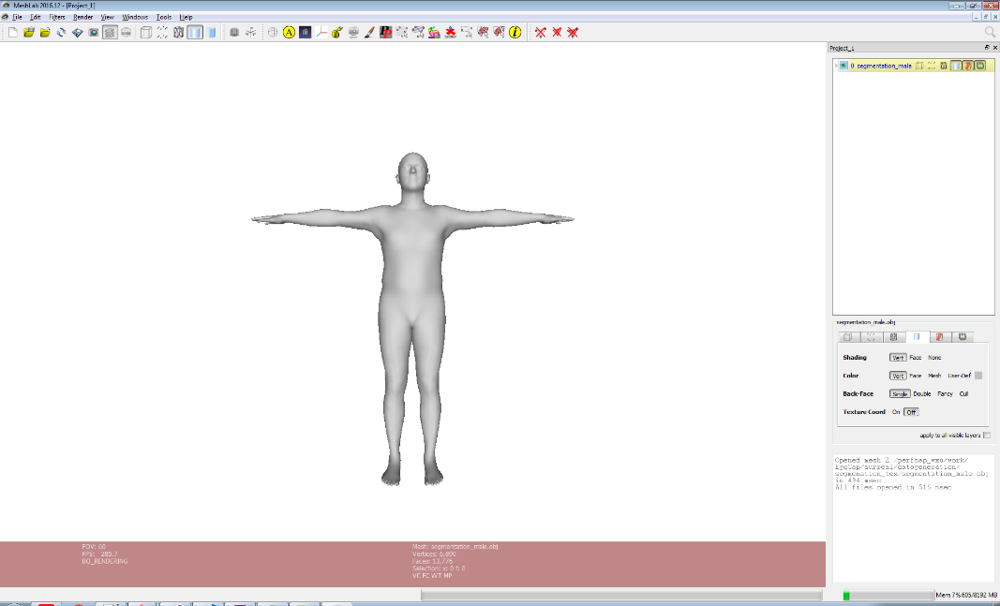 MeshLab 2016.12 - [Project_1]
File Edit Filters Render View Windows Tools Help
Project_1
0 segmentation_male
segmentation_male.obj
Shading Vert Face None
Color Vert Face Mesh User-Def
Back-Face Single Double Fancy Cull
Texture Coord On Off
apply to all visible layers
Opened mesh Z:/perfcap_wxu/work/
EgoCap/surreal/datageneration/
segmenation_tex/segmentation_male obj
in 494 msec
All files opened in 516 msec
FOV: 60
FPS: 285.7
BO_RENDERING
Mesh: segmentation_male.obj
Vertices: 6,890
Faces: 13,776
Selection: v: 0 f: 0
VC FC WT MP
Mem 7% 605/8192 MB